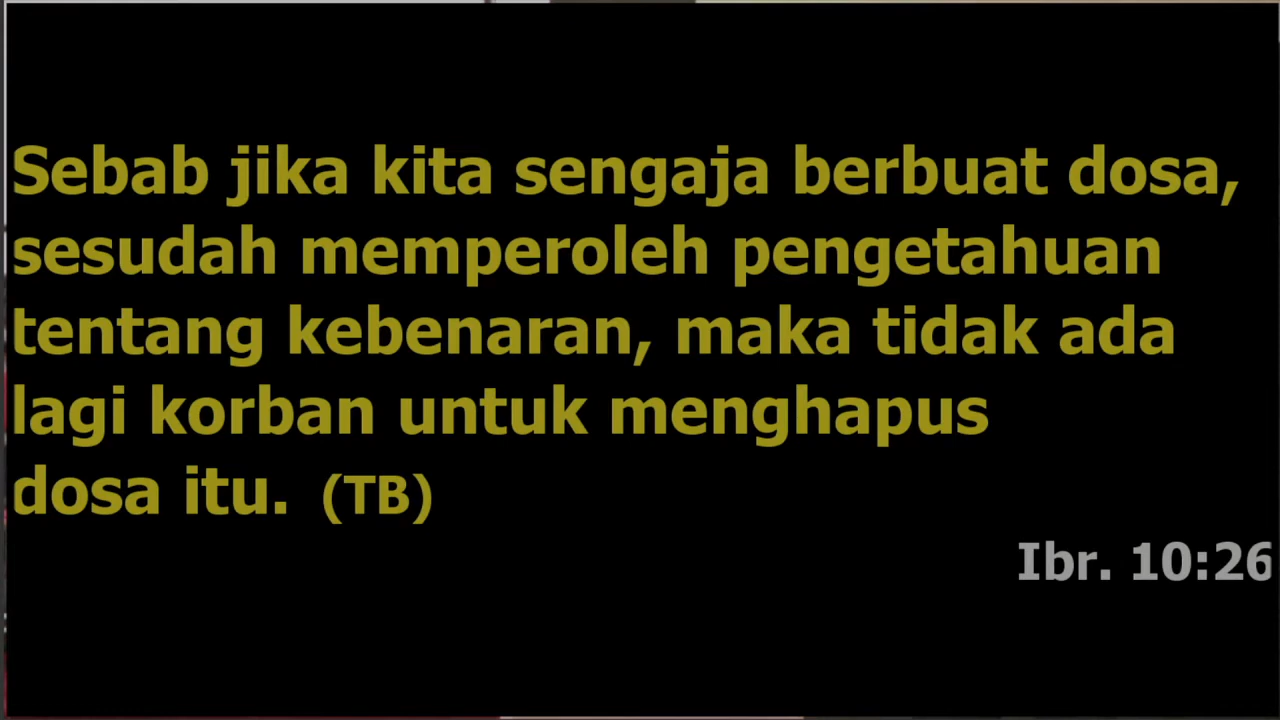 Sebab jika kita sengaja berbuat dosa,
sesudah memperoleh pengetahuan
tentang kebenaran, maka tidak ada
lagi korban untuk menghapus
dosa itu. (TB)
Ibr. 10:26